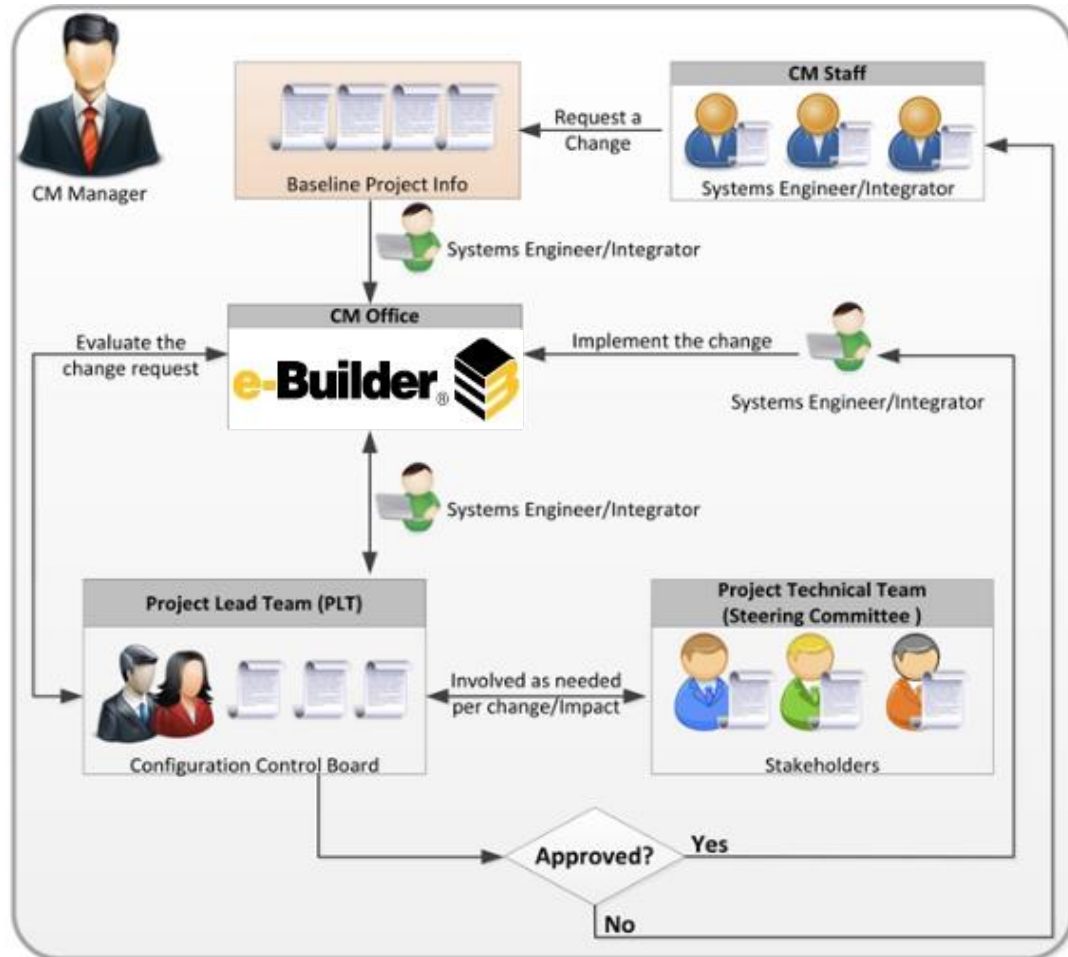 CM Manager
Baseline Project Info
Request a
Change
CM Staff
Systems Engineer/Integrator
Systems Engineer/Integrator
CM Office
e-Builder®
Evaluate the
change request
Implement the change
Systems Engineer/Integrator
Systems Engineer/Integrator
Project Lead Team (PLT)
Configuration Control Board
Involved as needed
per change/Impact
Project Technical Team
(Steering Committee )
Stakeholders
Approved?
Yes
No